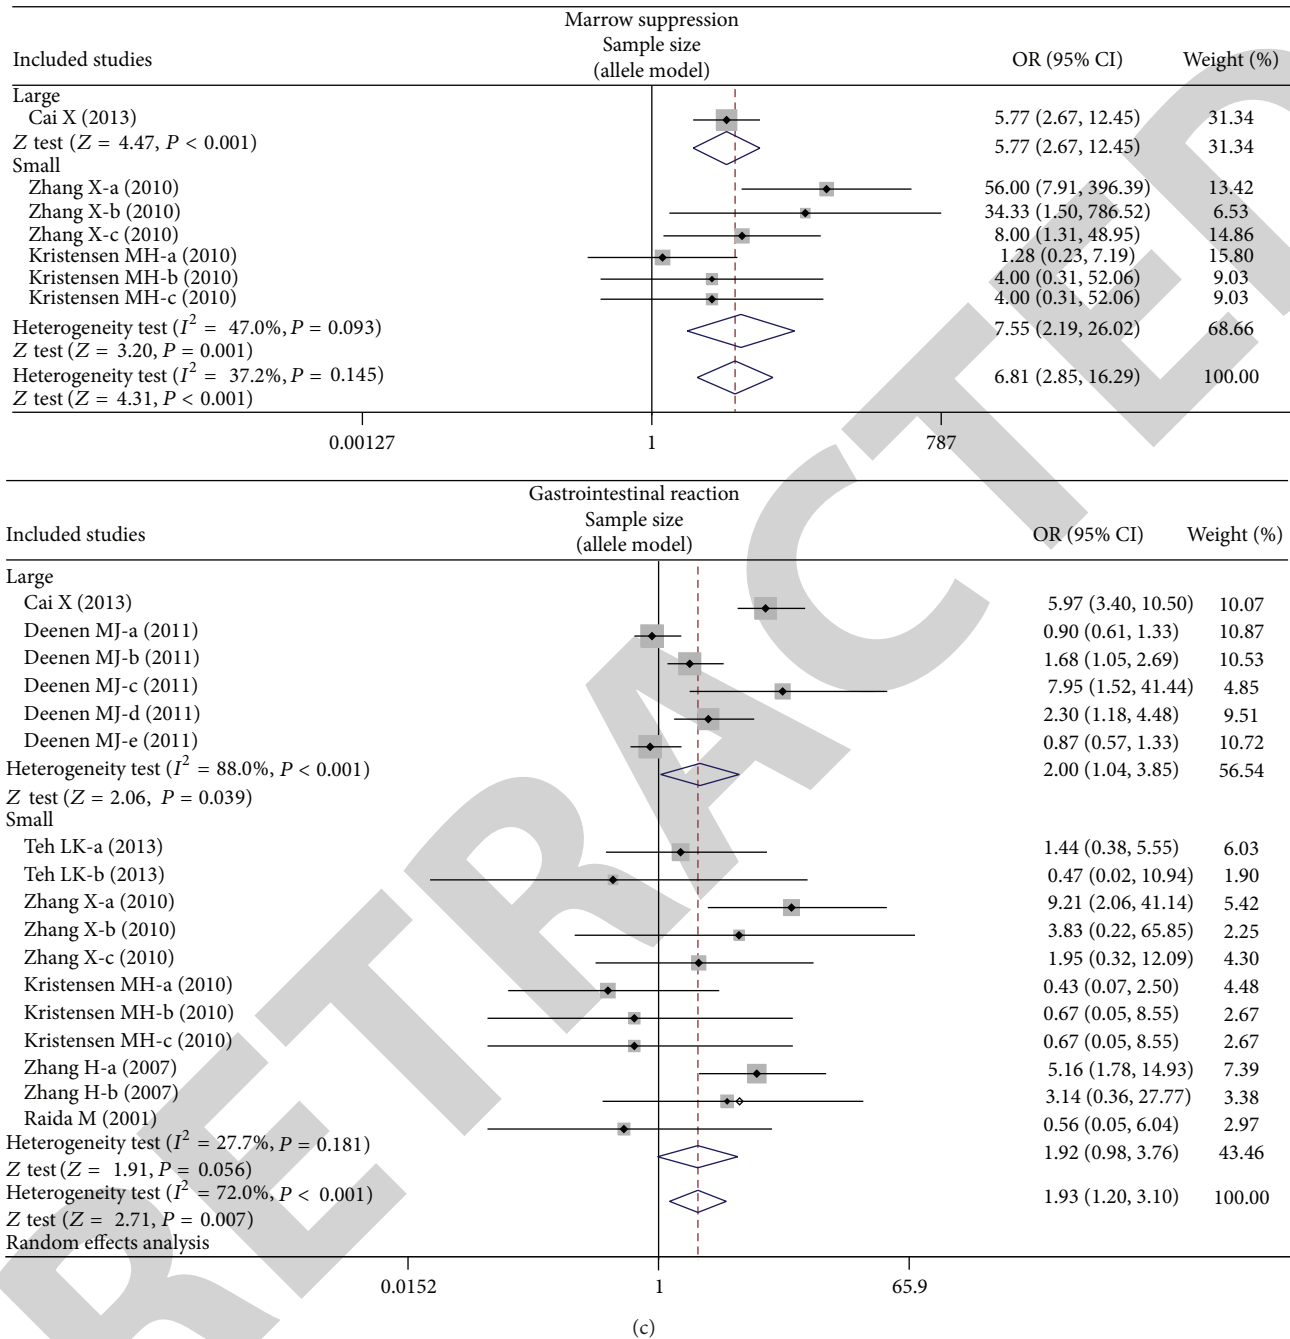 Marrow suppression
Included studies Sample size (allele model) OR (95% CI) Weight (%)
Large
Cai X (2013) 5.77 (2.67, 12.45) 31.34
Z test (Z = 4.47, P < 0.001) 5.77 (2.67, 12.45) 31.34
Small
Zhang X-a (2010) 56.00 (7.91, 396.39) 13.42
Zhang X-b (2010) 34.33 (1.50, 786.52) 6.53
Zhang X-c (2010) 8.00 (1.31, 48.95) 14.86
Kristensen MH-a (2010) 1.28 (0.23, 7.19) 15.80
Kristensen MH-b (2010) 4.00 (0.31, 52.06) 9.03
Kristensen MH-c (2010) 4.00 (0.31, 52.06) 9.03
Heterogeneity test (I² = 47.0%, P = 0.093) 7.55 (2.19, 26.02) 68.66
Z test (Z = 3.20, P = 0.001)
Heterogeneity test (I² = 37.2%, P = 0.145) 6.81 (2.85, 16.29) 100.00
Z test (Z = 4.31, P < 0.001)
0.00127 1 787
Gastrointestinal reaction
Included studies Sample size (allele model) OR (95% CI) Weight (%)
Large
Cai X (2013) 5.97 (3.40, 10.50) 10.07
Deenen MJ-a (2011) 0.90 (0.61, 1.33) 10.87
Deenen MJ-b (2011) 1.68 (1.05, 2.69) 10.53
Deenen MJ-c (2011) 7.95 (1.52, 41.44) 4.85
Deenen MJ-d (2011) 2.30 (1.18, 4.48) 9.51
Deenen MJ-e (2011) 0.87 (0.57, 1.33) 10.72
Heterogeneity test (I² = 88.0%, P < 0.001) 2.00 (1.04, 3.85) 56.54
Z test (Z = 2.06, P = 0.039)
Small
Teh LK-a (2013) 1.44 (0.38, 5.55) 6.03
Teh LK-b (2013) 0.47 (0.02, 10.94) 1.90
Zhang X-a (2010) 9.21 (2.06, 41.14) 5.42
Zhang X-b (2010) 3.83 (0.22, 65.85) 2.25
Zhang X-c (2010) 1.95 (0.32, 12.09) 4.30
Kristensen MH-a (2010) 0.43 (0.07, 2.50) 4.48
Kristensen MH-b (2010) 0.67 (0.05, 8.55) 2.67
Kristensen MH-c (2010) 0.67 (0.05, 8.55) 2.67
Zhang H-a (2007) 5.16 (1.78, 14.93) 7.39
Zhang H-b (2007) 3.14 (0.36, 27.77) 3.38
Raida M (2001) 0.56 (0.05, 6.04) 2.97
Heterogeneity test (I² = 27.7%, P = 0.181) 1.92 (0.98, 3.76) 43.46
Z test (Z = 1.91, P = 0.056)
Heterogeneity test (I² = 72.0%, P < 0.001) 1.93 (1.20, 3.10) 100.00
Z test (Z = 2.71, P = 0.007)
Random effects analysis
0.0152 1 65.9
(c)
RETRACTED